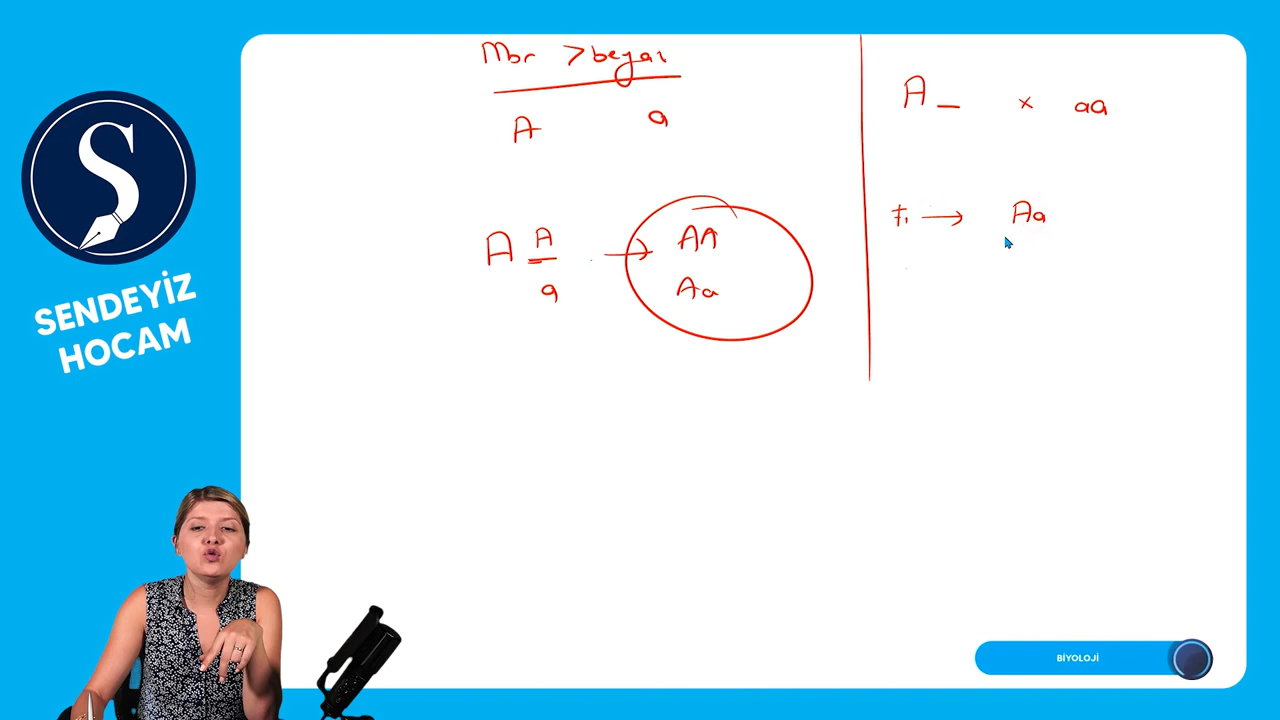 Mor > beyaz
A a
A A → AA
a Aa
A_ x aa
F₁ → Aa
S
SENDEYİZ
HOCAM
BİYOLOJİ